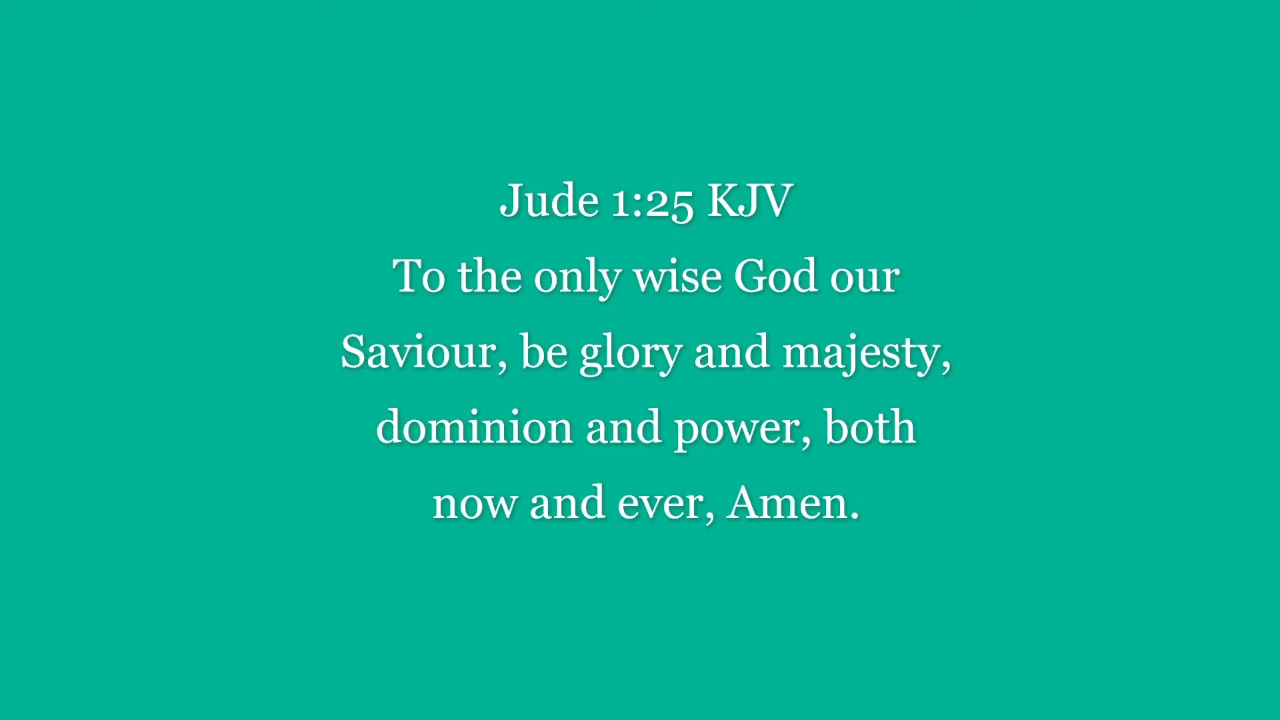 Jude 1:25 KJV
To the only wise God our
Saviour, be glory and majesty,
dominion and power, both
now and ever, Amen.